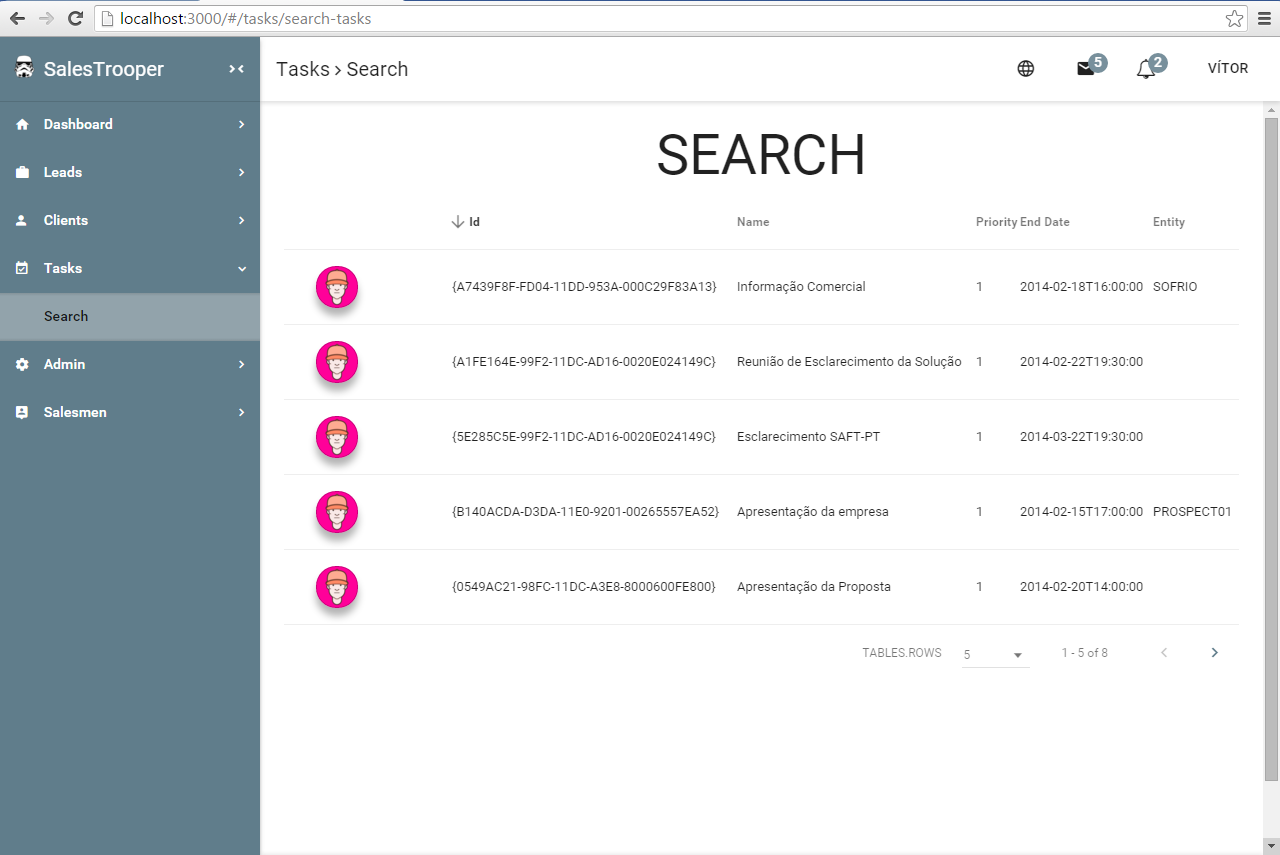 localhost:3000/#/tasks/search-tasks
SalesTrooper
Tasks > Search
5
2
VÍTOR
Dashboard
Leads
Clients
Tasks
Search
Admin
Salesmen
SEARCH
Id Name Priority End Date Entity
{A7439F8F-FD04-11DD-953A-000C29F83A13} Informação Comercial 1 2014-02-18T16:00:00 SOFRIO
{A1FE164E-99F2-11DC-AD16-0020E024149C} Reunião de Esclarecimento da Solução 1 2014-02-22T19:30:00
{5E285C5E-99F2-11DC-AD16-0020E024149C} Esclarecimento SAFT-PT 1 2014-03-22T19:30:00
{B140ACDA-D3DA-11E0-9201-00265557EA52} Apresentação da empresa 1 2014-02-15T17:00:00 PROSPECT01
{0549AC21-98FC-11DC-A3E8-8000600FE800} Apresentação da Proposta 1 2014-02-20T14:00:00
TABLES.ROWS 5 1 - 5 of 8